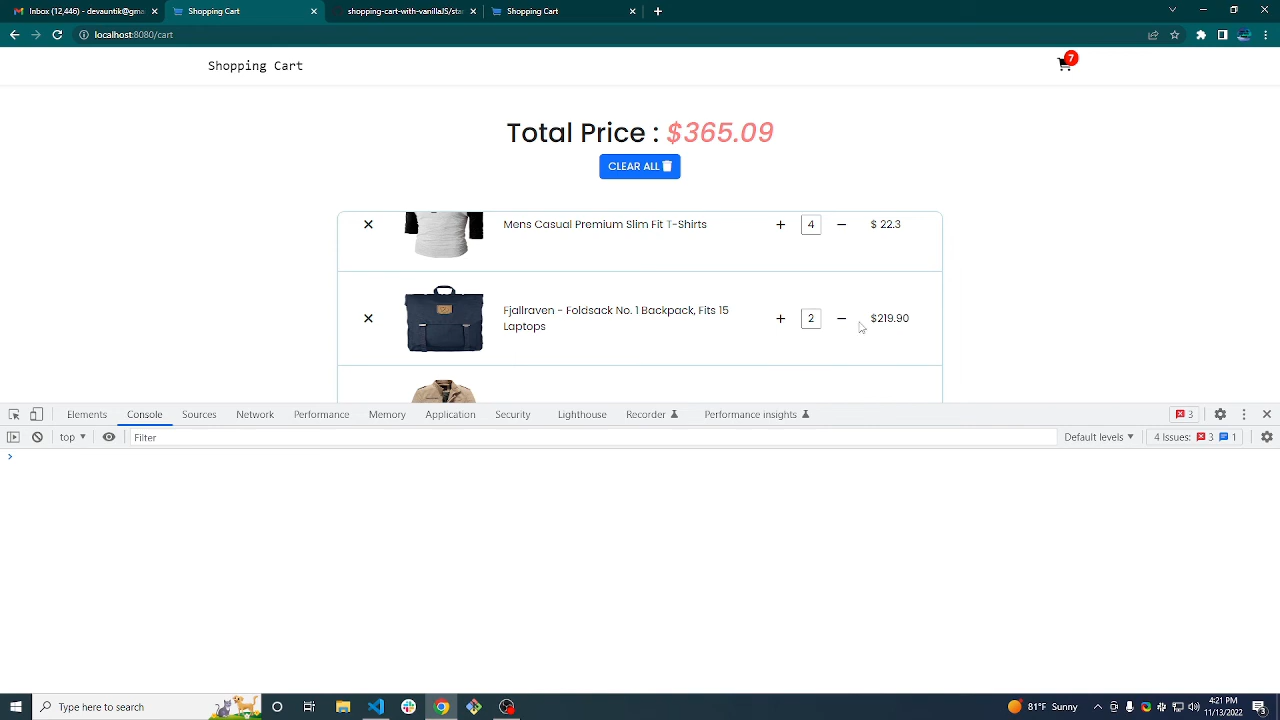 Inbox (12,446) - devautik@gma
Shopping Cart
shopping-cart-with-vanillaJS/sta
Shopping Cart
localhost:8080/cart
Shopping Cart
7
Total Price : $365.09
CLEAR ALL
Mens Casual Premium Slim Fit T-Shirts
+ 4 − $ 22.3
Fjallraven - Foldsack No. 1 Backpack, Fits 15
Laptops
+ 2 − $219.90
Elements Console Sources Network Performance Memory Application Security Lighthouse Recorder Performance insights 3
top Filter Default levels 4 Issues: 3 1
Type here to search
81°F Sunny
4:21 PM
11/13/2022